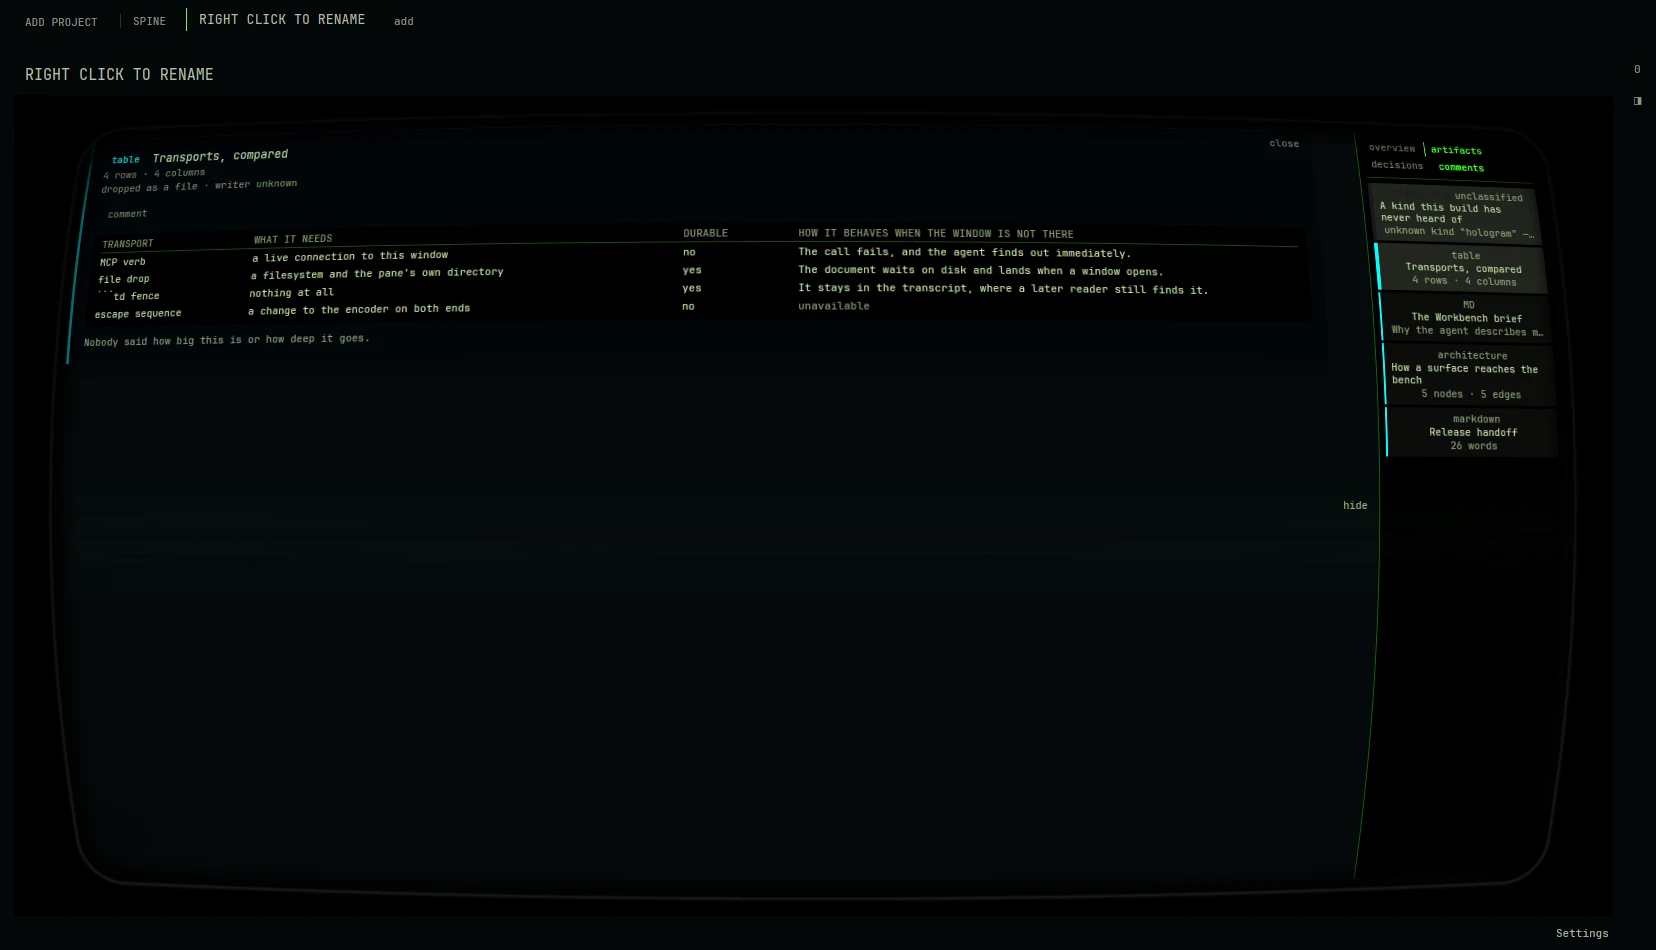 ADD PROJECT SPINE RIGHT CLICK TO RENAME add
RIGHT CLICK TO RENAME
0
close
table Transports, compared
4 rows · 4 columns
dropped as a file · writer unknown
comment
TRANSPORT WHAT IT NEEDS DURABLE HOW IT BEHAVES WHEN THE WINDOW IS NOT THERE
MCP verb a live connection to this window no The call fails, and the agent finds out immediately.
file drop a filesystem and the pane's own directory yes The document waits on disk and lands when a window opens.
```td fence nothing at all yes It stays in the transcript, where a later reader still finds it.
escape sequence a change to the encoder on both ends no unavailable
Nobody said how big this is or how deep it goes.
hide
overview artifacts
decisions comments
unclassified
A kind this build has
never heard of
unknown kind "hologram" —…
table
Transports, compared
4 rows · 4 columns
MD
The Workbench brief
Why the agent describes m…
architecture
How a surface reaches the
bench
5 nodes · 5 edges
markdown
Release handoff
26 words
Settings